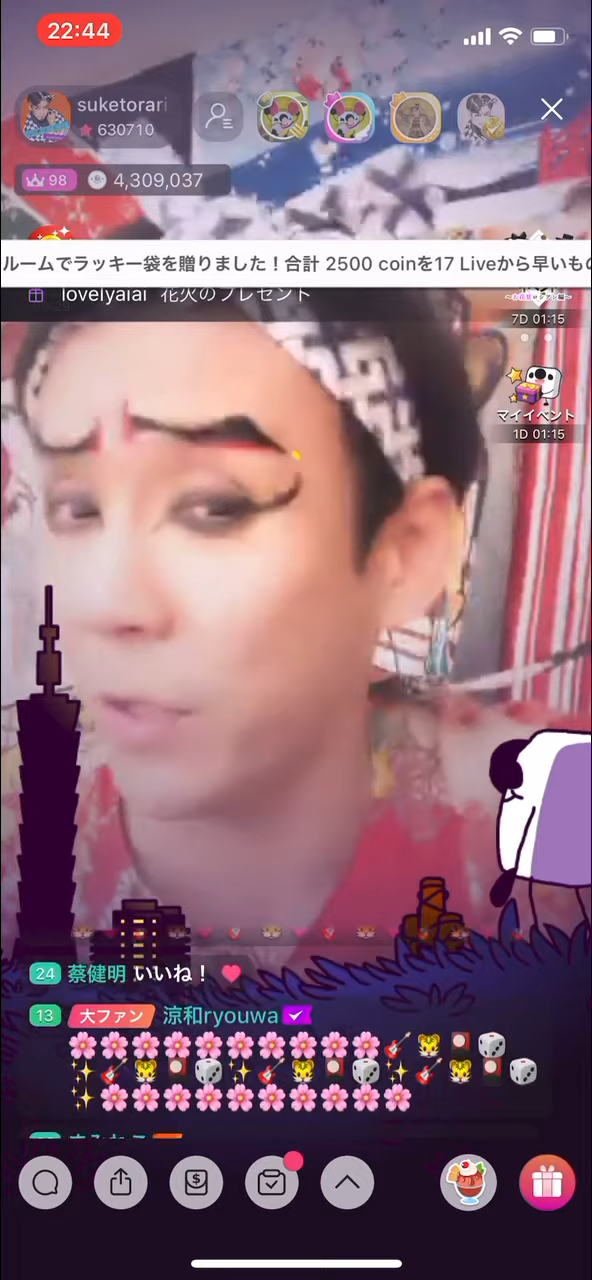 22:44
suketorari
630710
98
4,309,037
ルームでラッキー袋を贈りました！合計 2500 coinを17 Liveから早いもの
lovelyaiai 花火のプレゼント
7D 01:15
マイイベント
1D 01:15
24 蔡健明 いいね！
13 大ファン 涼和ryouwa